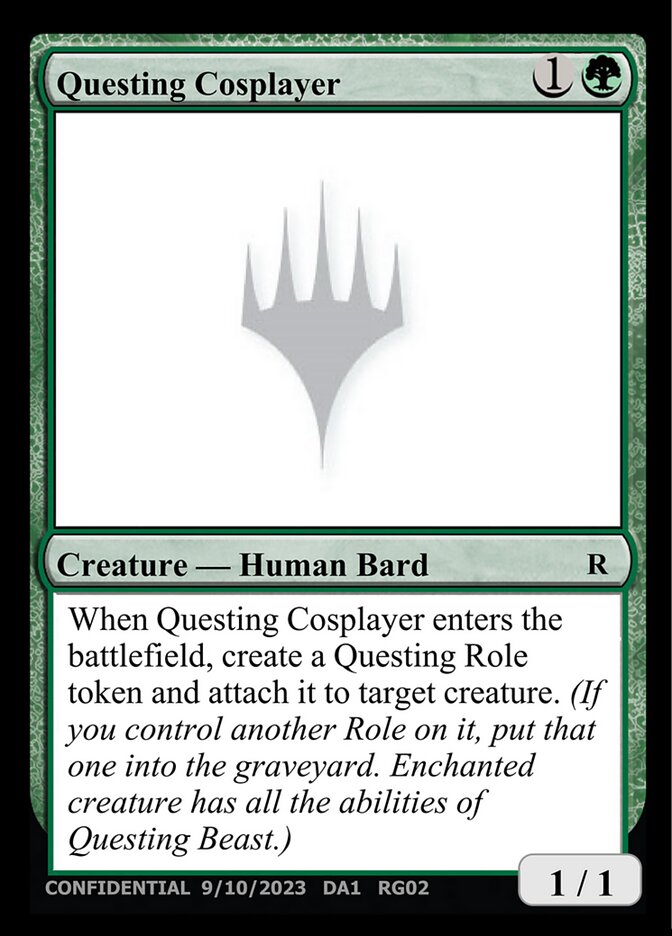 Questing Cosplayer 1
Creature — Human Bard R
When Questing Cosplayer enters the
battlefield, create a Questing Role
token and attach it to target creature. (If
you control another Role on it, put that
one into the graveyard. Enchanted
creature has all the abilities of
Questing Beast.)
CONFIDENTIAL 9/10/2023 DA1 RG02
1 / 1